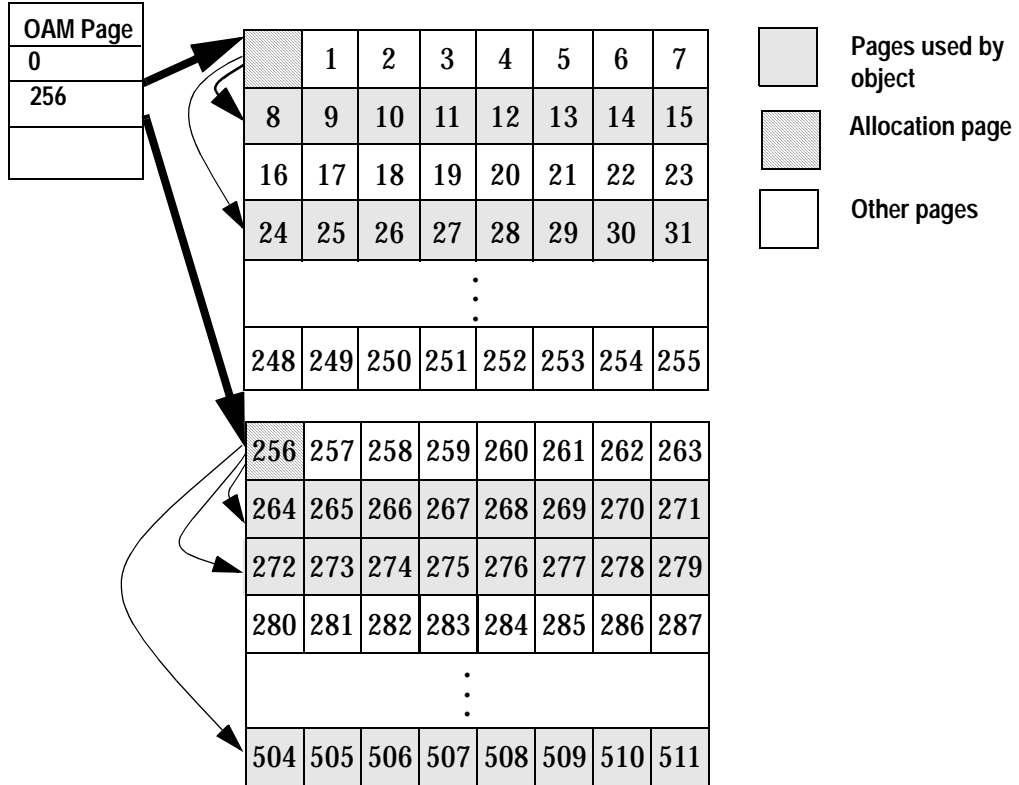 OAM Page
0
256
1 2 3 4 5 6 7
8 9 10 11 12 13 14 15
16 17 18 19 20 21 22 23
24 25 26 27 28 29 30 31
248 249 250 251 252 253 254 255
256 257 258 259 260 261 262 263
264 265 266 267 268 269 270 271
272 273 274 275 276 277 278 279
280 281 282 283 284 285 286 287
504 505 506 507 508 509 510 511
Pages used by
object
Allocation page
Other pages